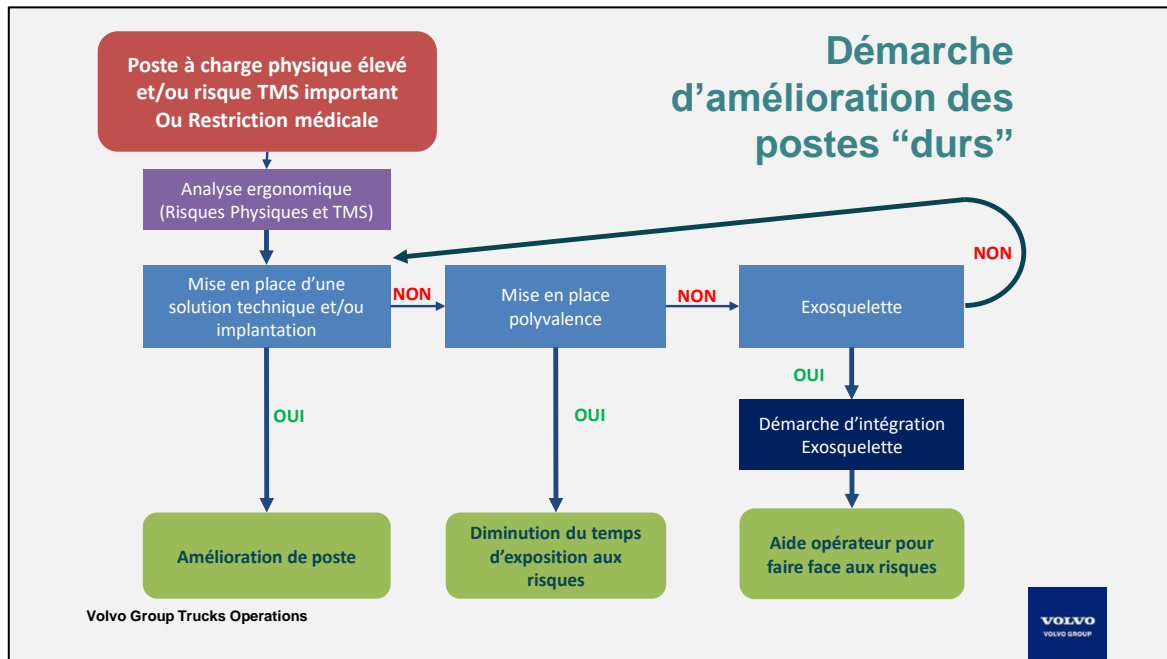 Démarche
d’amélioration des
postes “durs”
Poste à charge physique élevé
et/ou risque TMS important
Ou Restriction médicale
Analyse ergonomique
(Risques Physiques et TMS)
Mise en place d’une
solution technique et/ou
implantation
NON
Mise en place
polyvalence
NON
Exosquelette
NON
OUI
OUI
OUI
Démarche d’intégration
Exosquelette
Amélioration de poste
Diminution du temps
d’exposition aux
risques
Aide opérateur pour
faire face aux risques
Volvo Group Trucks Operations
VOLVO
VOLVO GROUP